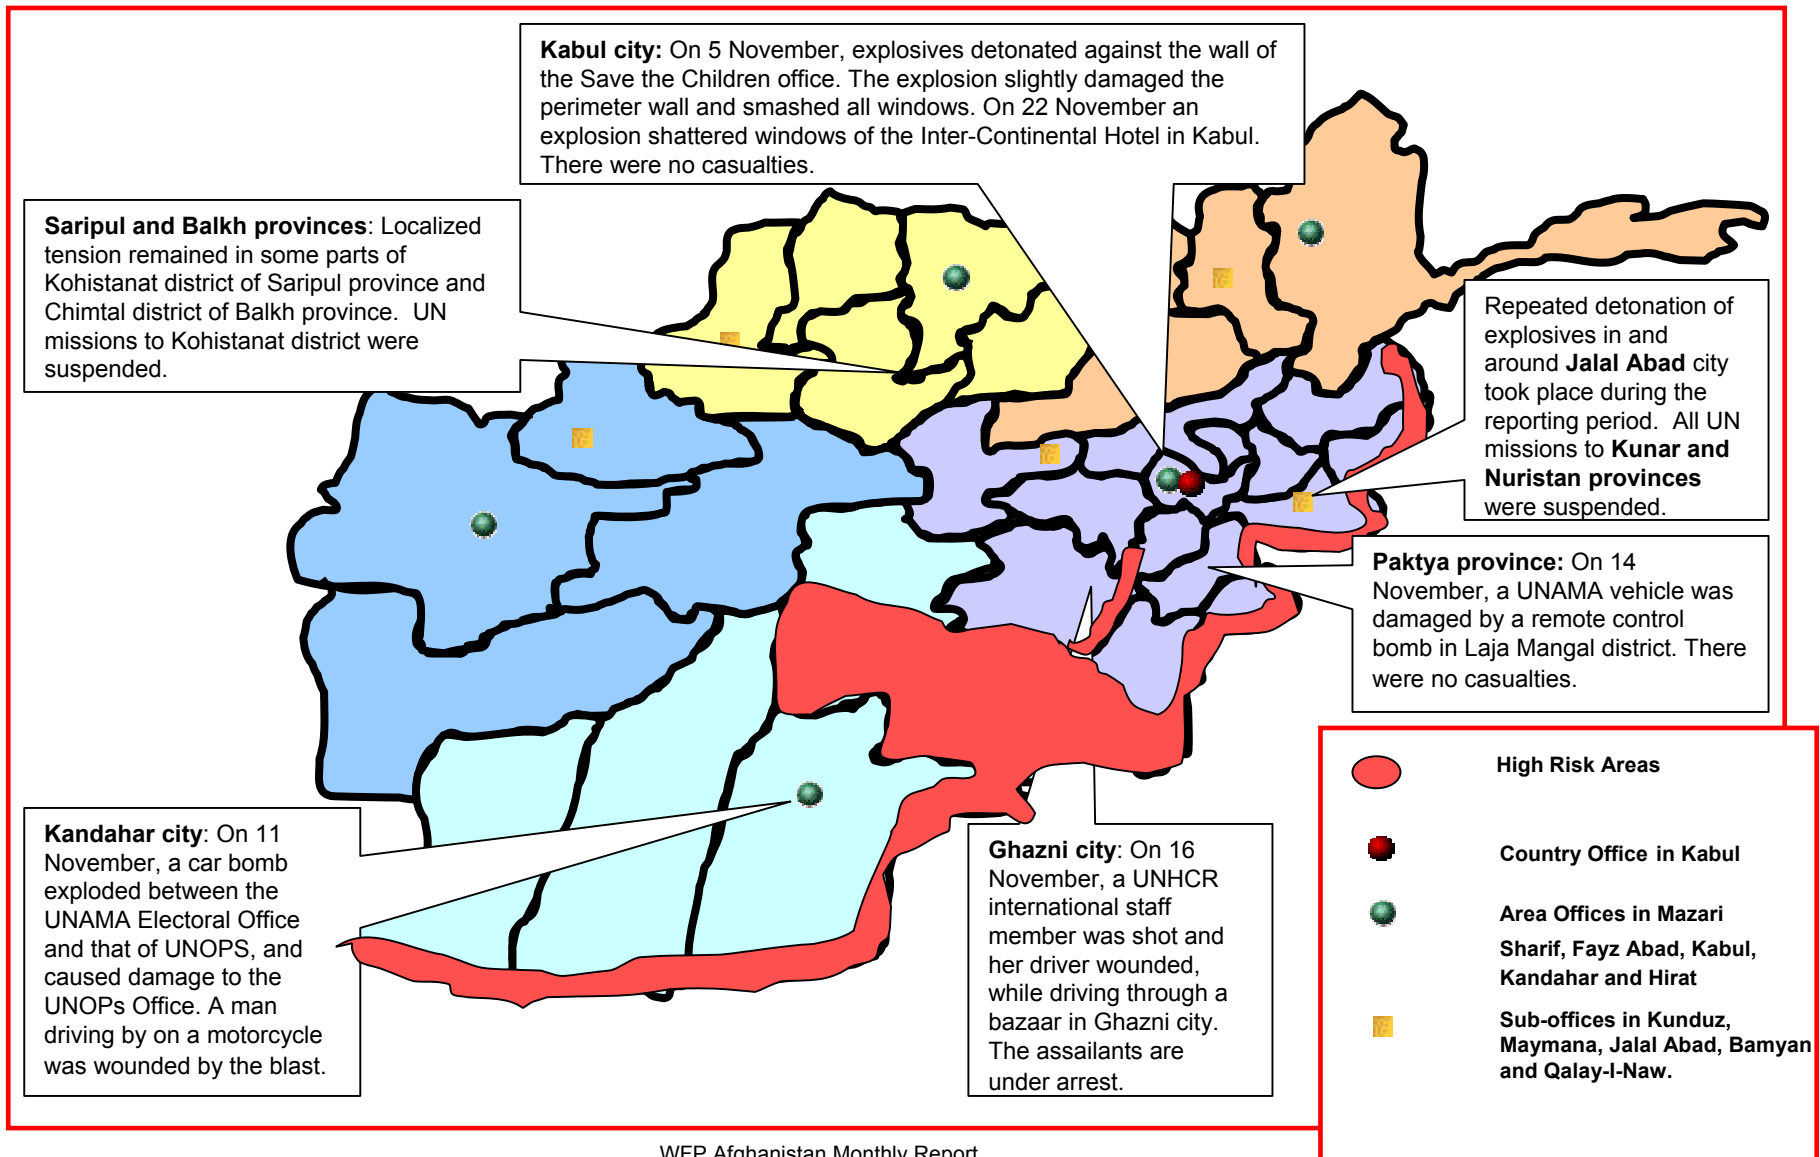 Kabul city: On 5 November, explosives detonated against the wall of
the Save the Children office. The explosion slightly damaged the
perimeter wall and smashed all windows. On 22 November an
explosion shattered windows of the Inter-Continental Hotel in Kabul.
There were no casualties.
Saripul and Balkh provinces: Localized
tension remained in some parts of
Kohistanat district of Saripul province and
Chimtal district of Balkh province.  UN
missions to Kohistanat district were
suspended.
Repeated detonation of
explosives in and
around Jalal Abad city
took place during the
reporting period.  All UN
missions to Kunar and
Nuristan provinces
were suspended.
Paktya province: On 14
November, a UNAMA vehicle was
damaged by a remote control
bomb in Laja Mangal district. There
were no casualties.
Kandahar city: On 11
November, a car bomb
exploded between the
UNAMA Electoral Office
and that of UNOPS, and
caused damage to the
UNOPs Office. A man
driving by on a motorcycle
was wounded by the blast.
Ghazni city: On 16
November, a UNHCR
international staff
member was shot and
her driver wounded,
while driving through a
bazaar in Ghazni city.
The assailants are
under arrest.
High Risk Areas
Country Office in Kabul
Area Offices in Mazari
Sharif, Fayz Abad, Kabul,
Kandahar and Hirat
Sub-offices in Kunduz,
Maymana, Jalal Abad, Bamyan
and Qalay-I-Naw.
WFP Afghanistan Monthly Report